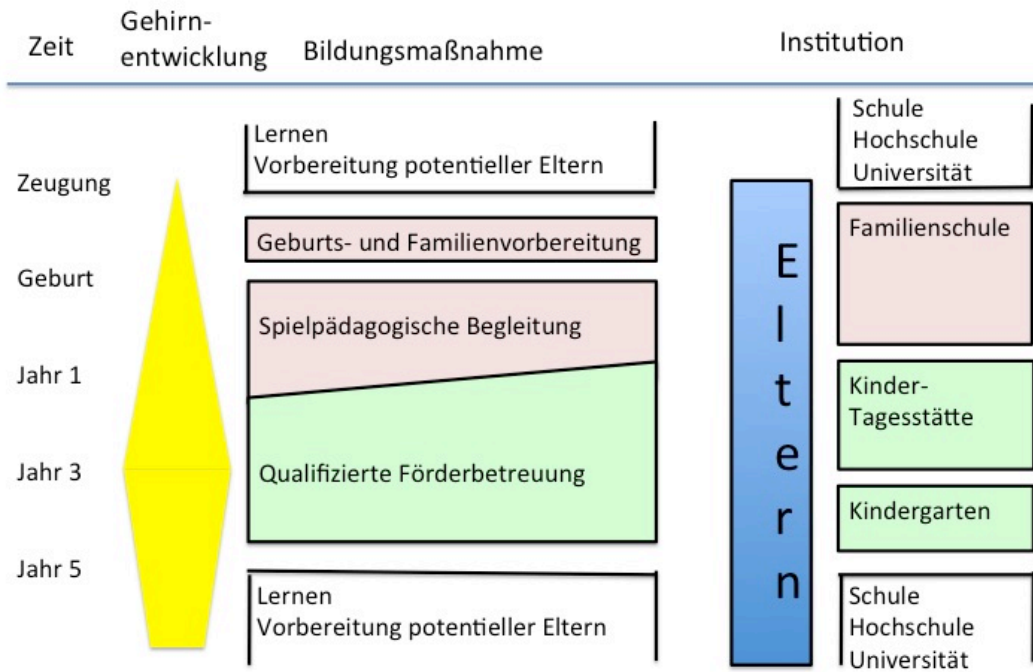 Zeit
Gehirn-
entwicklung
Bildungsmaßnahme
Institution
Lernen
Vorbereitung potentieller Eltern
Schule
Hochschule
Universität
Zeugung
Geburts- und Familienvorbereitung
Familienschule
Geburt
Spielpädagogische Begleitung
Eltern
Jahr 1
Kinder-
Tagesstätte
Jahr 3
Qualifizierte Förderbetreuung
Kindergarten
Jahr 5
Lernen
Vorbereitung potentieller Eltern
Schule
Hochschule
Universität